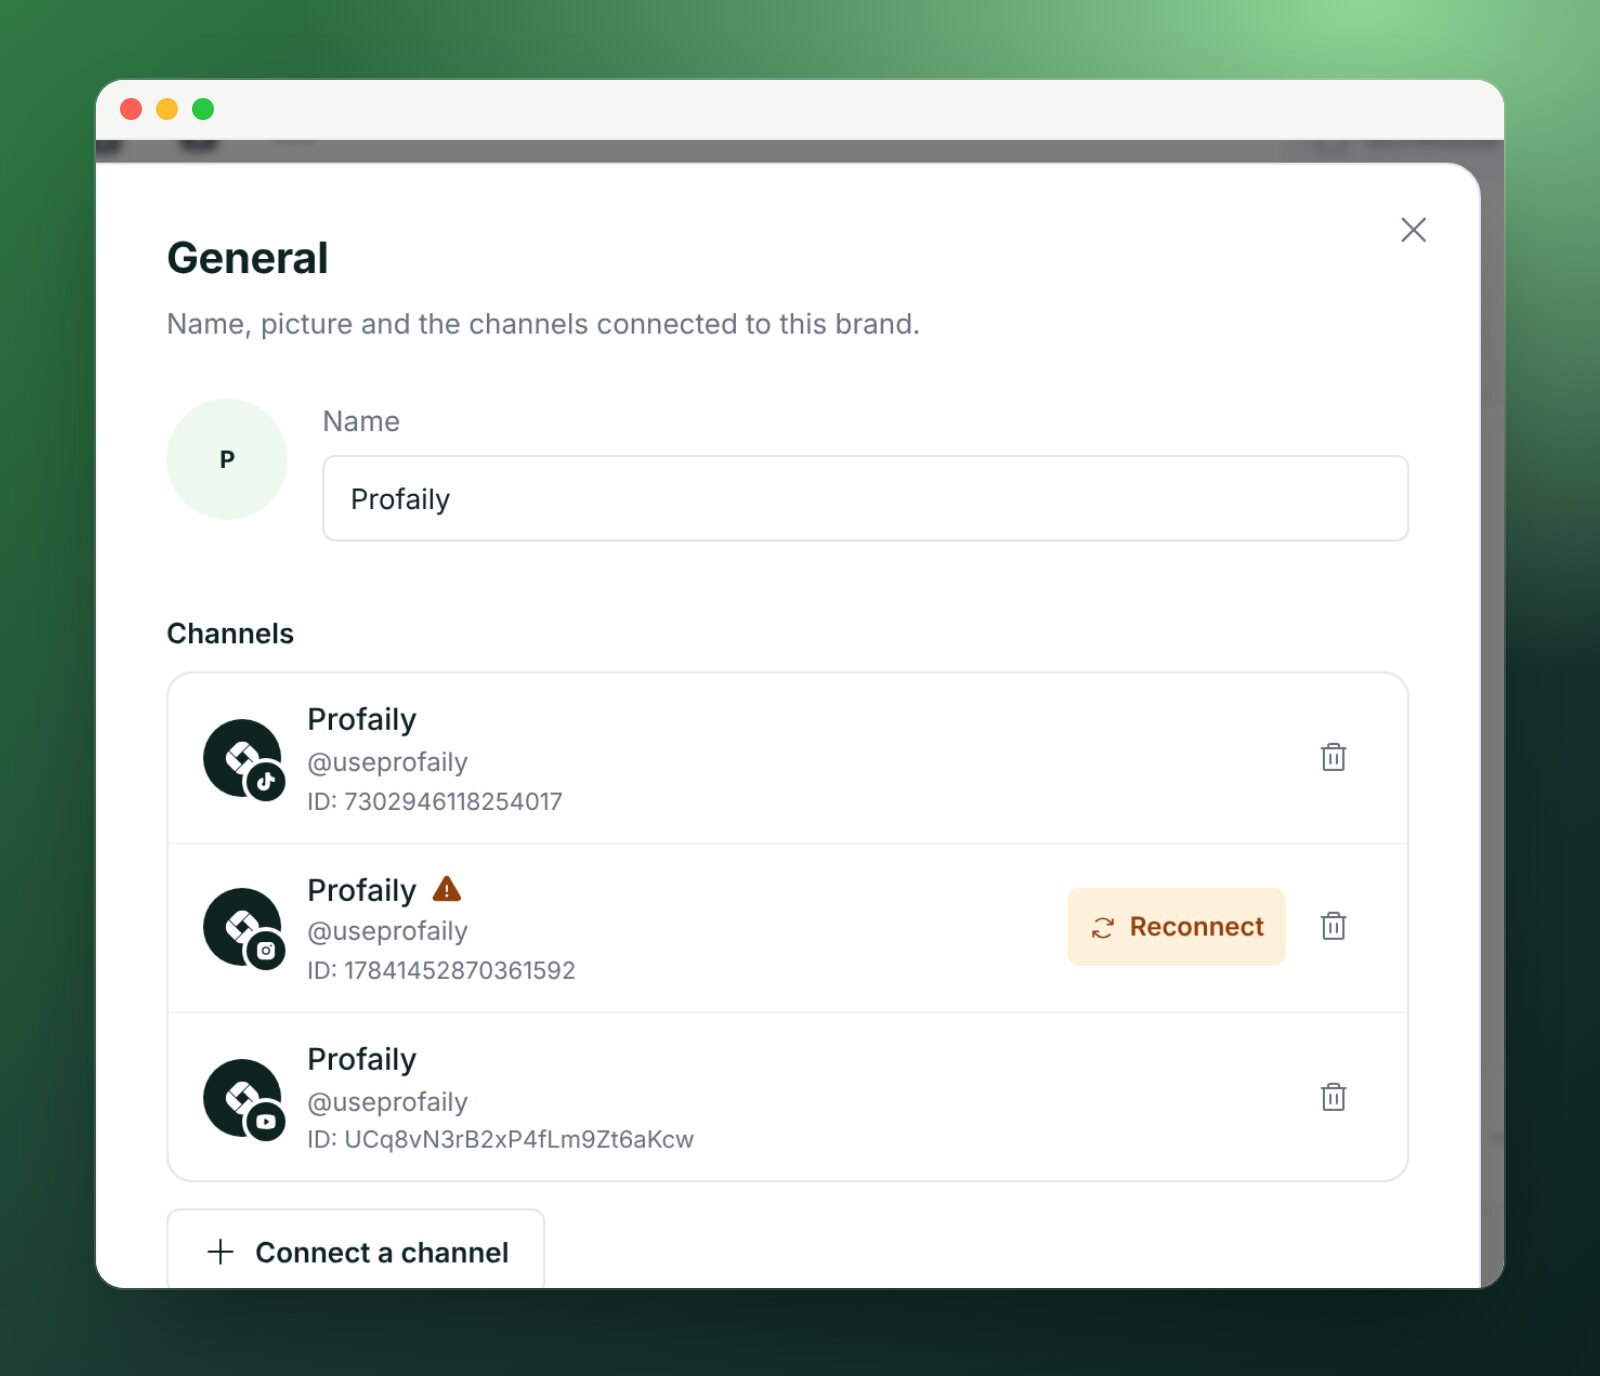 General
Name, picture and the channels connected to this brand.
P
Name
Profaily
Channels
Profaily
@useprofaily
ID: 7302946118254017
Profaily
@useprofaily
ID: 17841452870361592
Reconnect
Profaily
@useprofaily
ID: UCq8vN3rB2xP4fLm9Zt6aKcw
Connect a channel